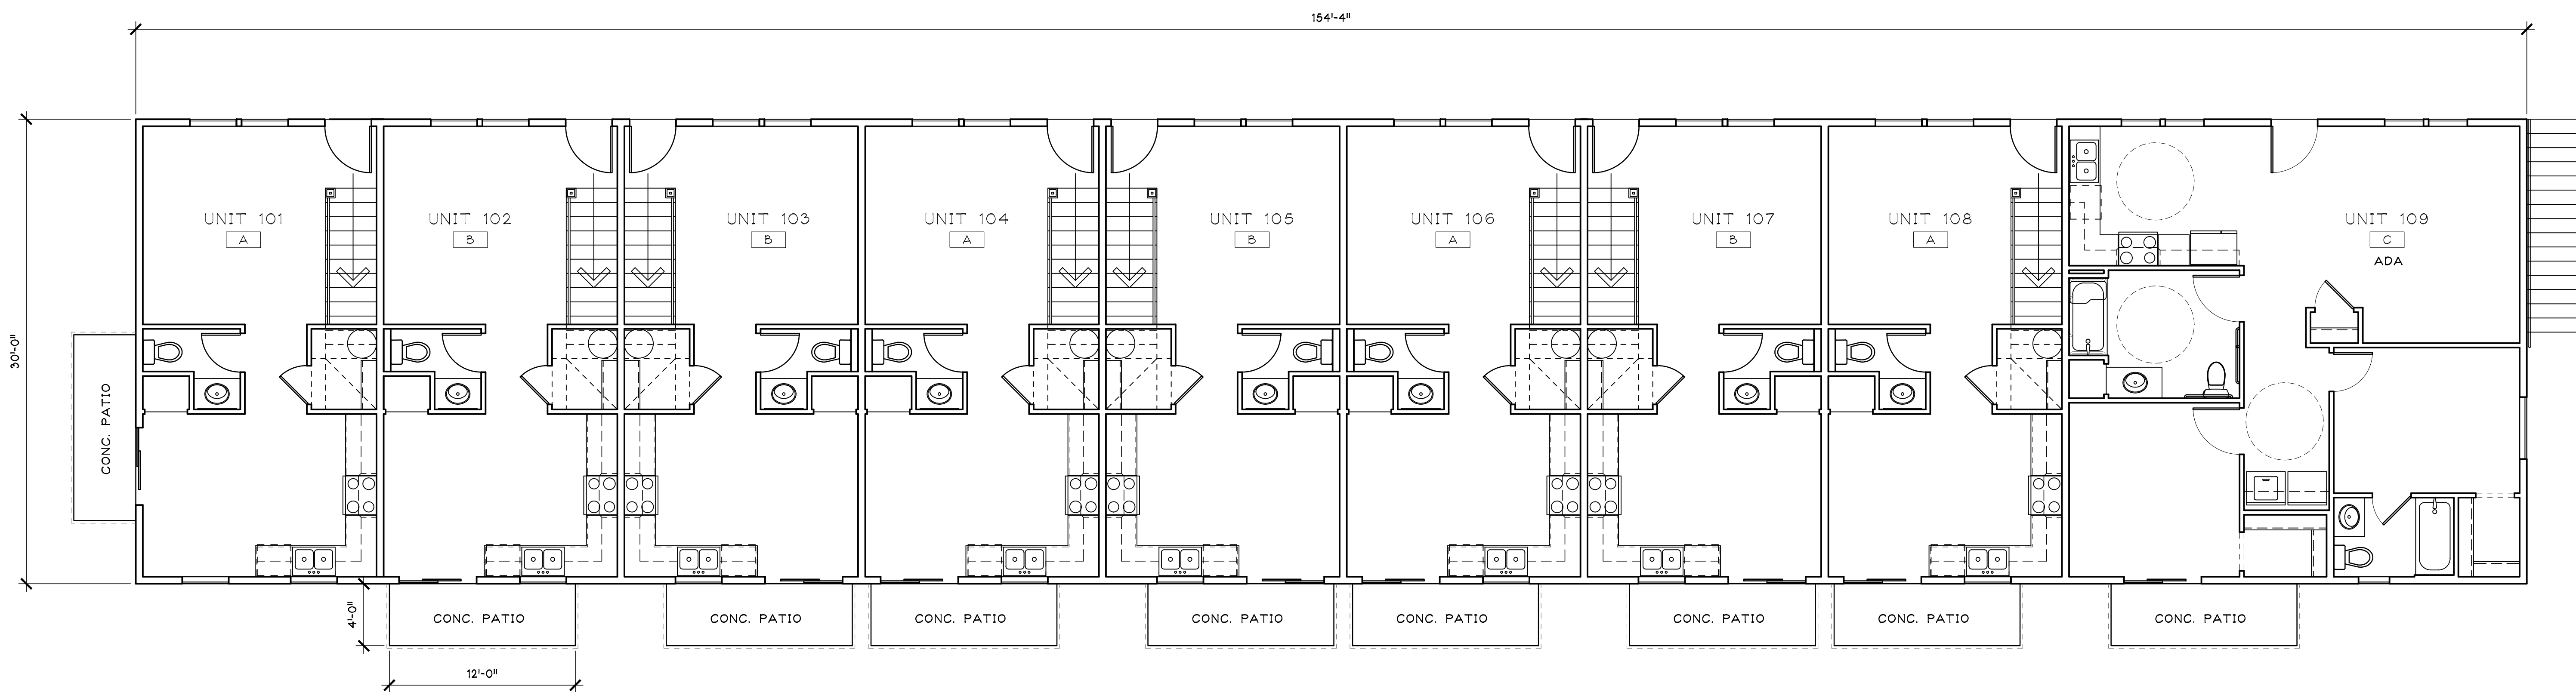 154'-4"
30'-0"
UNIT 101
A
UNIT 102
B
UNIT 103
B
UNIT 104
A
UNIT 105
B
UNIT 106
A
UNIT 107
B
UNIT 108
A
UNIT 109
C
ADA
CONC. PATIO
CONC. PATIO
CONC. PATIO
CONC. PATIO
CONC. PATIO
CONC. PATIO
CONC. PATIO
CONC. PATIO
CONC. PATIO
4'-0"
12'-0"